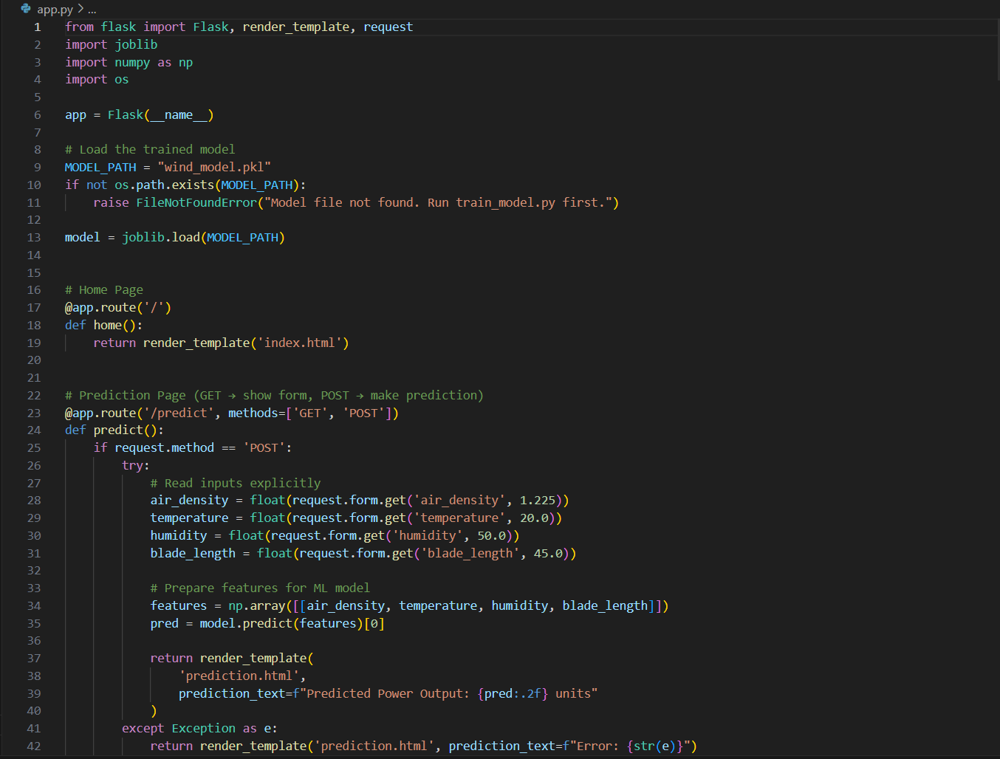 app.py > ...
1 from flask import Flask, render_template, request
2 import joblib
3 import numpy as np
4 import os
5
6 app = Flask(__name__)
7
8 # Load the trained model
9 MODEL_PATH = "wind_model.pkl"
10 if not os.path.exists(MODEL_PATH):
11     raise FileNotFoundError("Model file not found. Run train_model.py first.")
12
13 model = joblib.load(MODEL_PATH)
14
15
16 # Home Page
17 @app.route('/')
18 def home():
19     return render_template('index.html')
20
21
22 # Prediction Page (GET → show form, POST → make prediction)
23 @app.route('/predict', methods=['GET', 'POST'])
24 def predict():
25     if request.method == 'POST':
26         try:
27             # Read inputs explicitly
28             air_density = float(request.form.get('air_density', 1.225))
29             temperature = float(request.form.get('temperature', 20.0))
30             humidity = float(request.form.get('humidity', 50.0))
31             blade_length = float(request.form.get('blade_length', 45.0))
32
33             # Prepare features for ML model
34             features = np.array([[air_density, temperature, humidity, blade_length]])
35             pred = model.predict(features)[0]
36
37             return render_template(
38                 'prediction.html',
39                 prediction_text=f"Predicted Power Output: {pred:.2f} units"
40             )
41         except Exception as e:
42             return render_template('prediction.html', prediction_text=f"Error: {str(e)}")